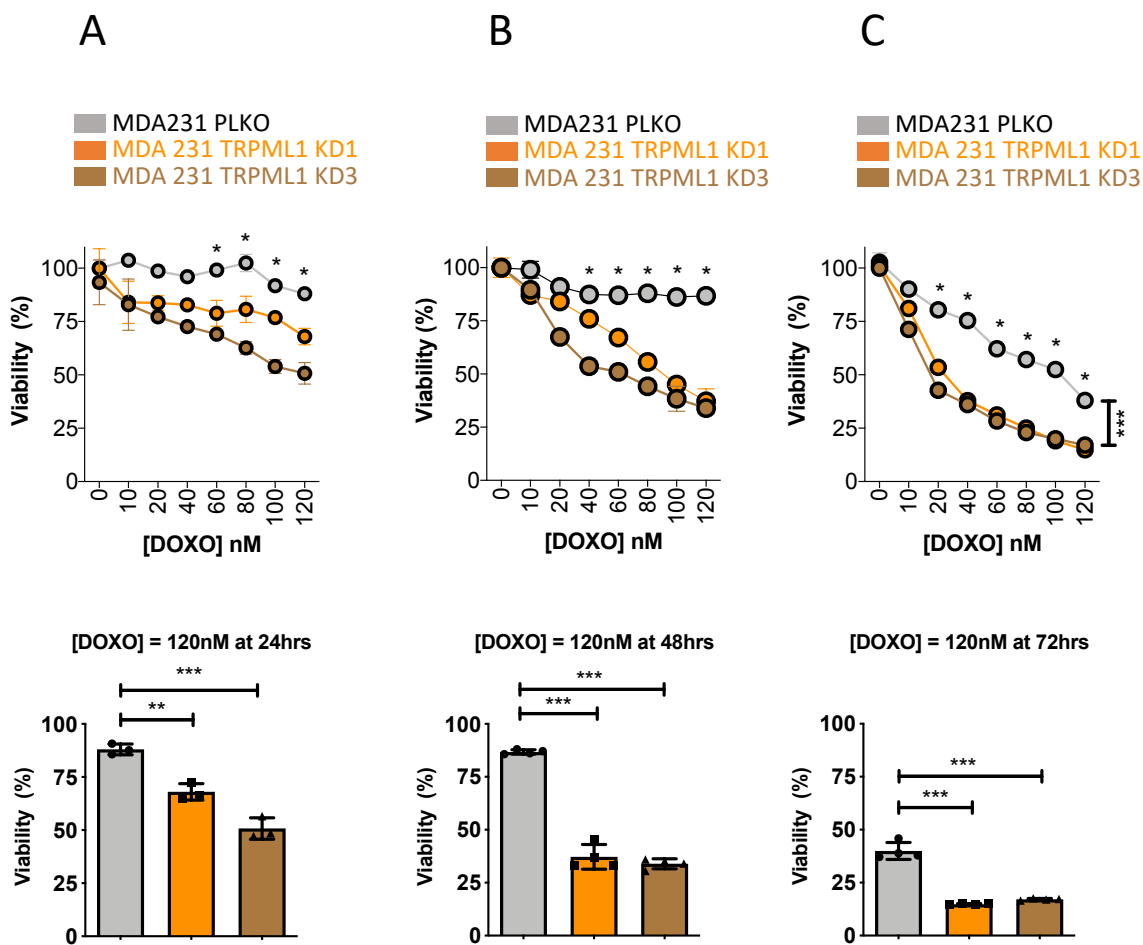 A
B
C
MDA231 PLKO
MDA 231 TRPML1 KD1
MDA 231 TRPML1 KD3
MDA231 PLKO
MDA 231 TRPML1 KD1
MDA 231 TRPML1 KD3
MDA231 PLKO
MDA 231 TRPML1 KD1
MDA 231 TRPML1 KD3
Viability (%)
100
75
50
25
0
* * * *
0 10 20 40 60 80 100 120
[DOXO] nM
Viability (%)
100
75
50
25
0
* * * * *
0 10 20 40 60 80 100 120
[DOXO] nM
Viability (%)
100
75
50
25
0
* * * * * *
***
0 10 20 40 60 80 100 120
[DOXO] nM
[DOXO] = 120nM at 24hrs
***
**
Viability (%)
100
75
50
25
0
[DOXO] = 120nM at 48hrs
***
***
Viability (%)
100
75
50
25
0
[DOXO] = 120nM at 72hrs
***
***
Viability (%)
100
75
50
25
0